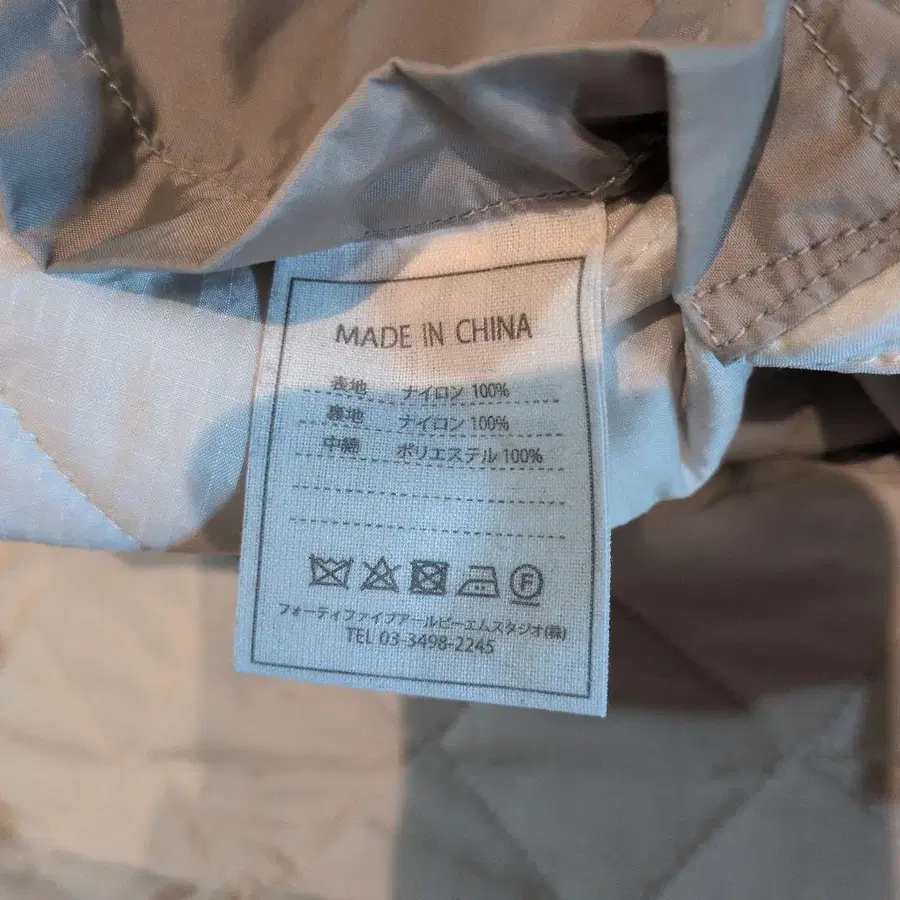 MADE IN CHINA
表地 ナイロン 100%
裏地 ナイロン 100%
中綿 ポリエステル 100%
F
フォーティファイブアールピーエムスタジオ(株)
TEL 03-3498-2245